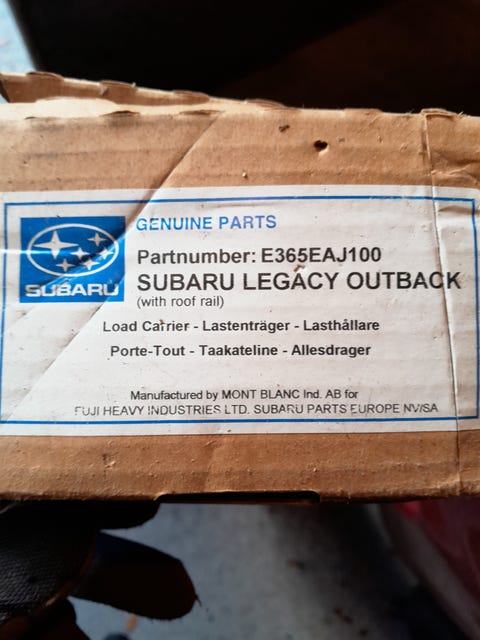 GENUINE PARTS
Partnumber: E365EAJ100
SUBARU
SUBARU LEGACY OUTBACK
(with roof rail)
Load Carrier - Lastenträger - Lasthållare
Porte-Tout - Taakateline - Allesdrager
Manufactured by MONT BLANC Ind. AB for
FUJI HEAVY INDUSTRIES LTD. SUBARU PARTS EUROPE NV/SA